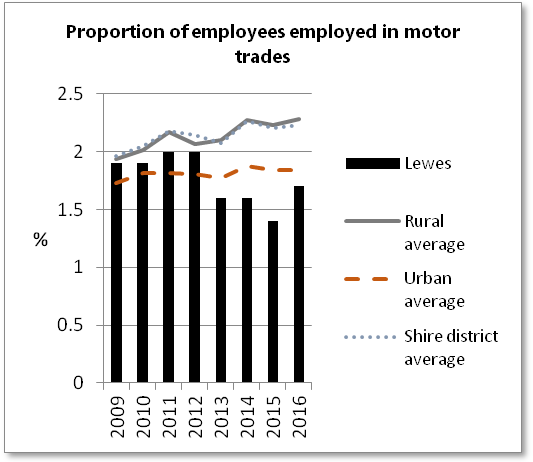 Proportion of employees employed in motor
trades
2.5
2
1.5
1
0.5
0
%
2009
2010
2011
2012
2013
2014
2015
2016
Lewes
Rural
average
Urban
average
Shire district
average